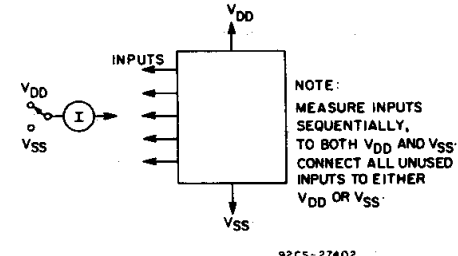 VDD
INPUTS
VDD
I
VSS
NOTE:
MEASURE INPUTS
SEQUENTIALLY,
TO BOTH VDD AND VSS.
CONNECT ALL UNUSED
INPUTS TO EITHER
VDD OR VSS.
VSS
92CS-27402